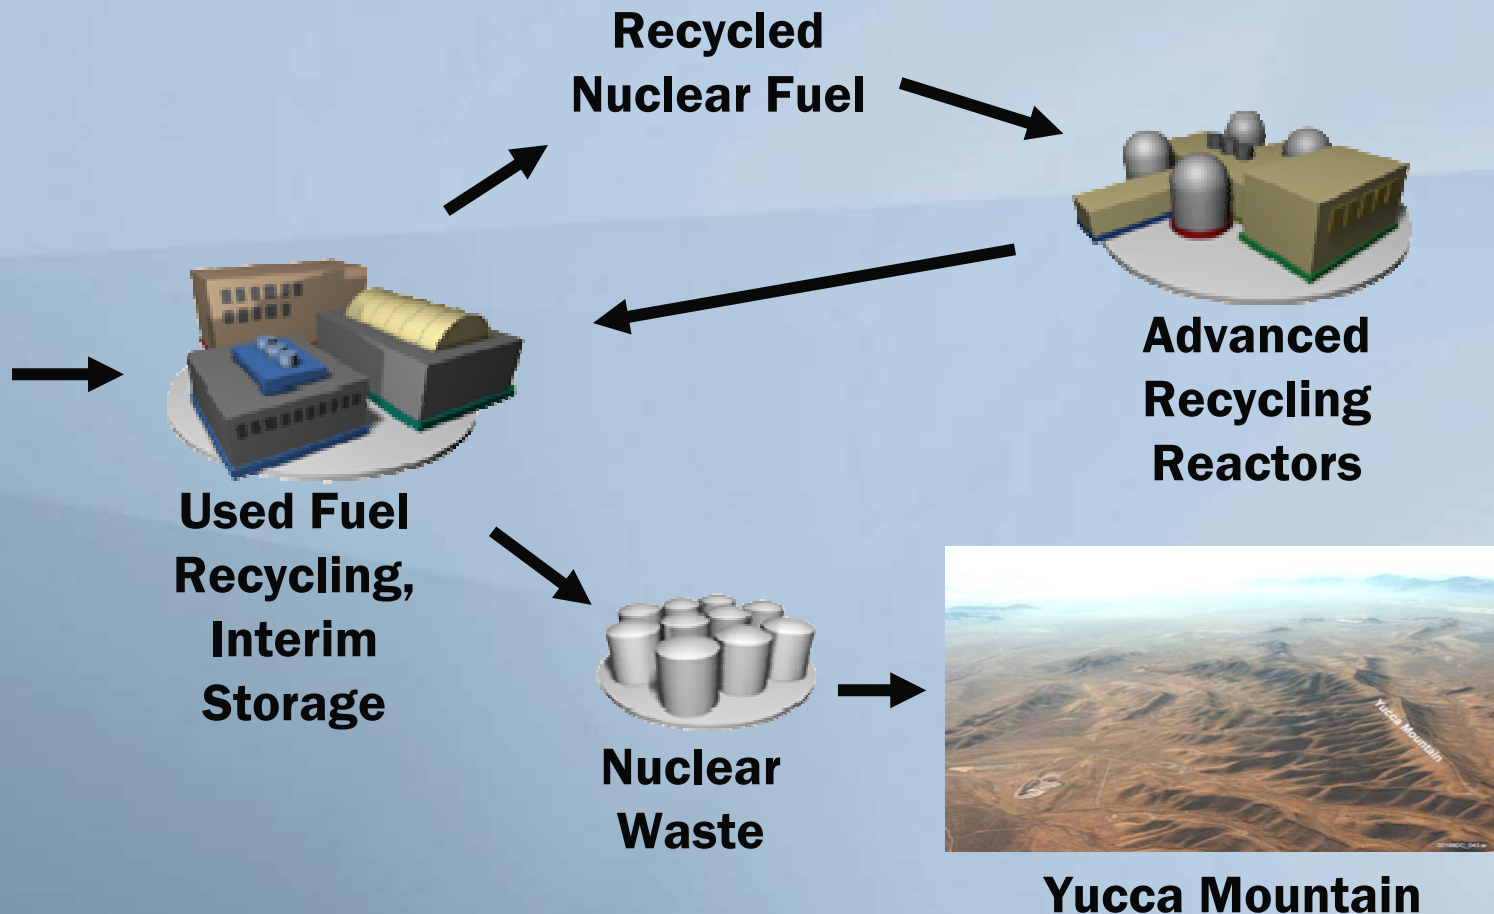 Recycled
Nuclear Fuel
Advanced
Recycling
Reactors
Used Fuel
Recycling,
Interim
Storage
Nuclear
Waste
Yucca Mountain
Yucca Mountain